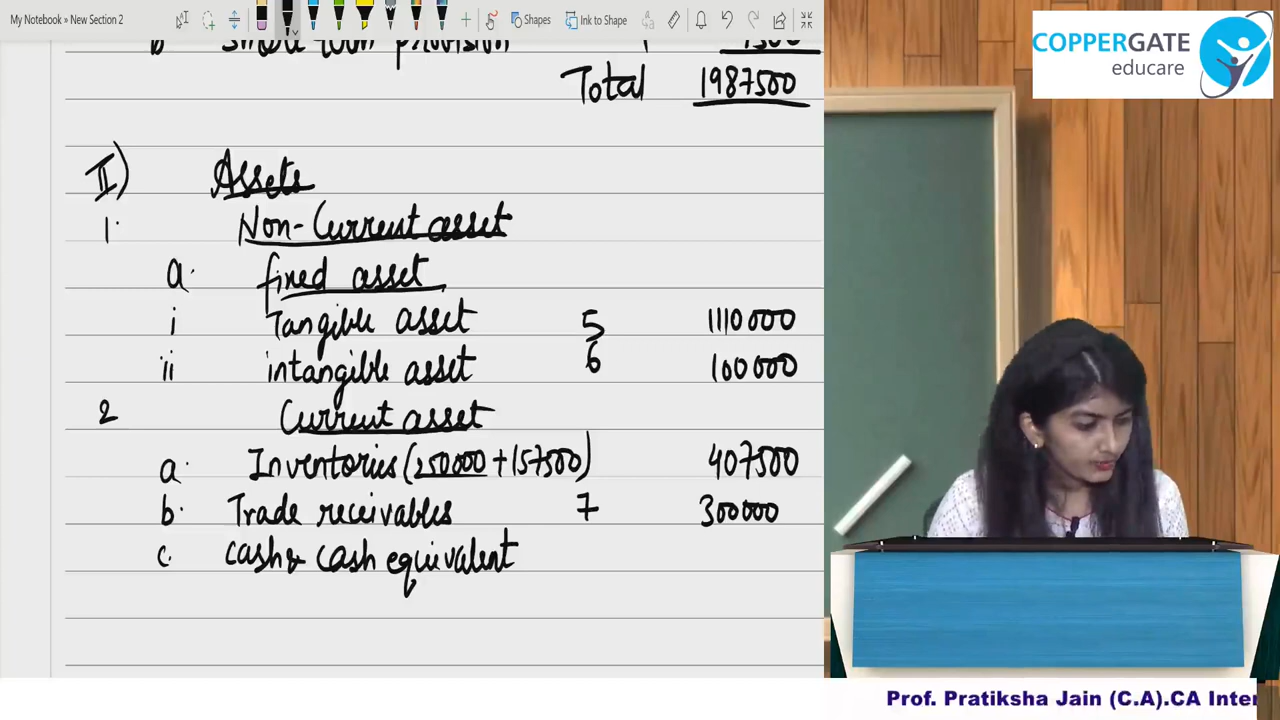 My Notebook » New Section 2
Shapes
Ink to Shape
COPPERGATE
educare
b provision 7500
Total 1987500
II) Assets
1. Non-Current asset
a. fixed asset
i Tangible asset 5 1110000
ii intangible asset 6 100000
2 Current asset
a. Inventories (250000+157500) 407500
b. Trade receivables 7 300000
c. cash & cash equivalent
Prof. Pratiksha Jain (C.A).CA Inter